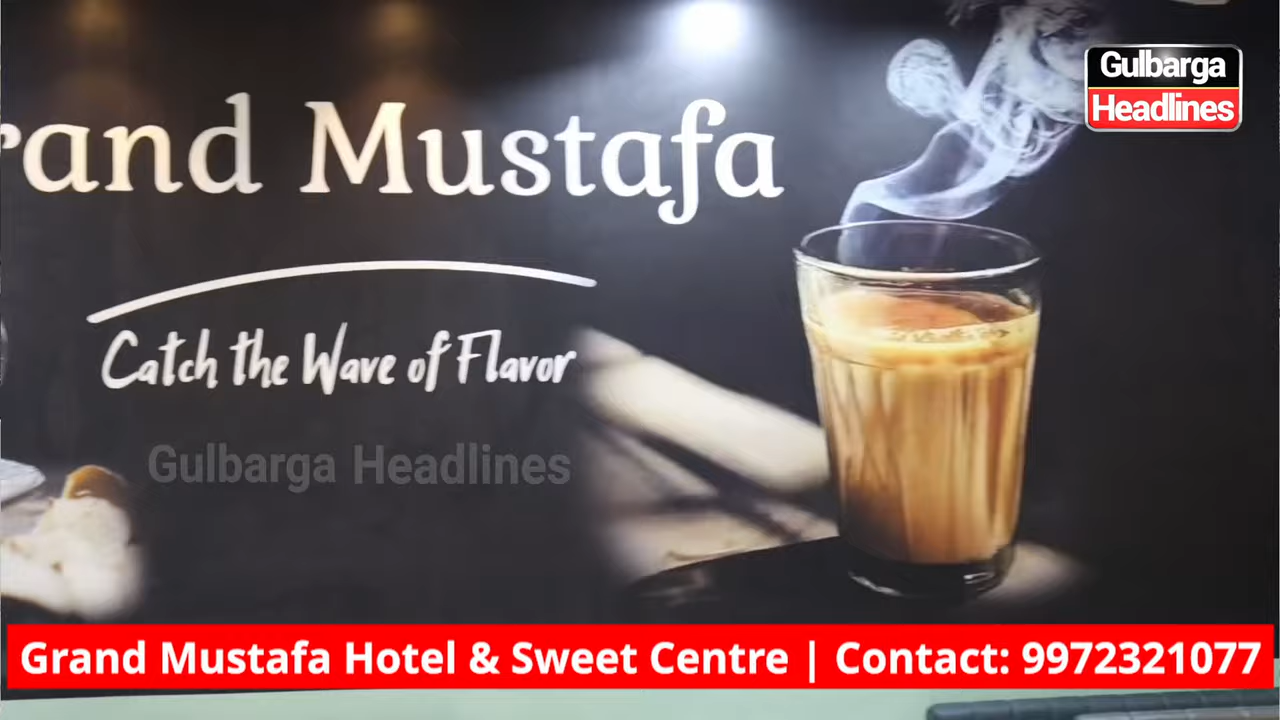 Gulbarga
Headlines
rand Mustafa
Catch the Wave of Flavor
Gulbarga Headlines
Grand Mustafa Hotel & Sweet Centre | Contact: 9972321077